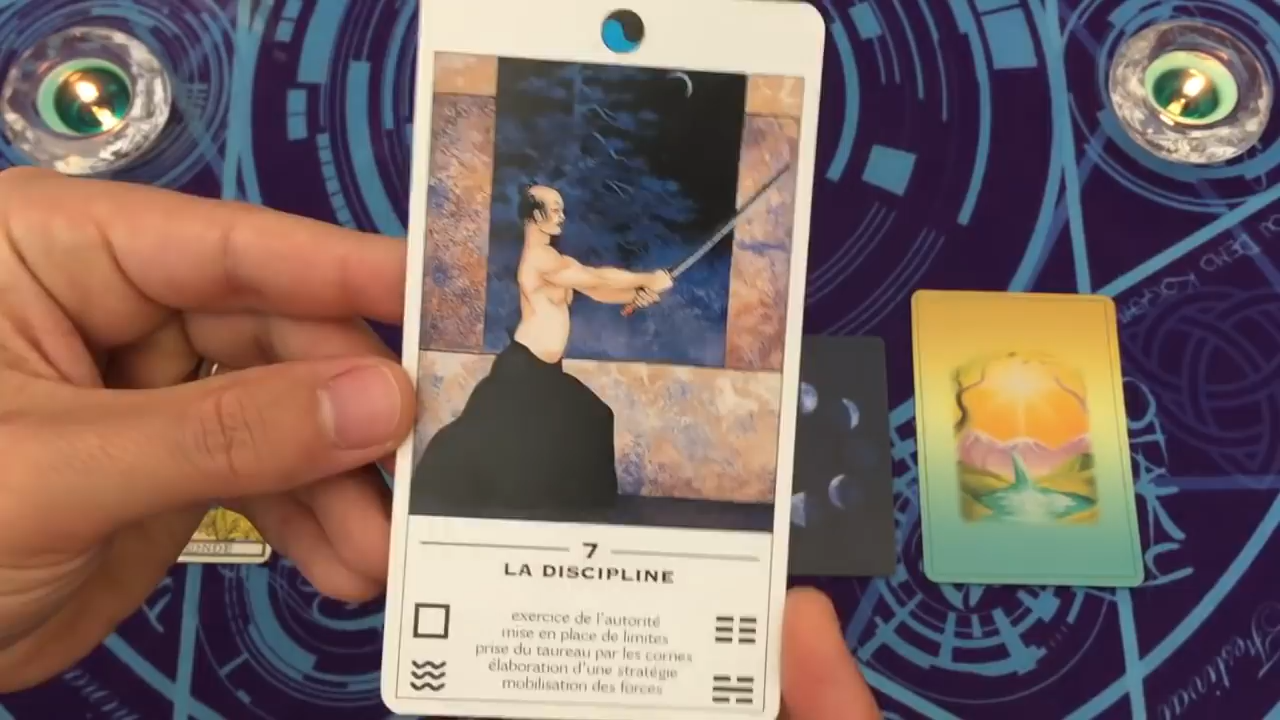 7
LA DISCIPLINE
exercice de l'autorité
mise en place de limites
prise du taureau par les cornes
élaboration d'une stratégie
mobilisation des forces